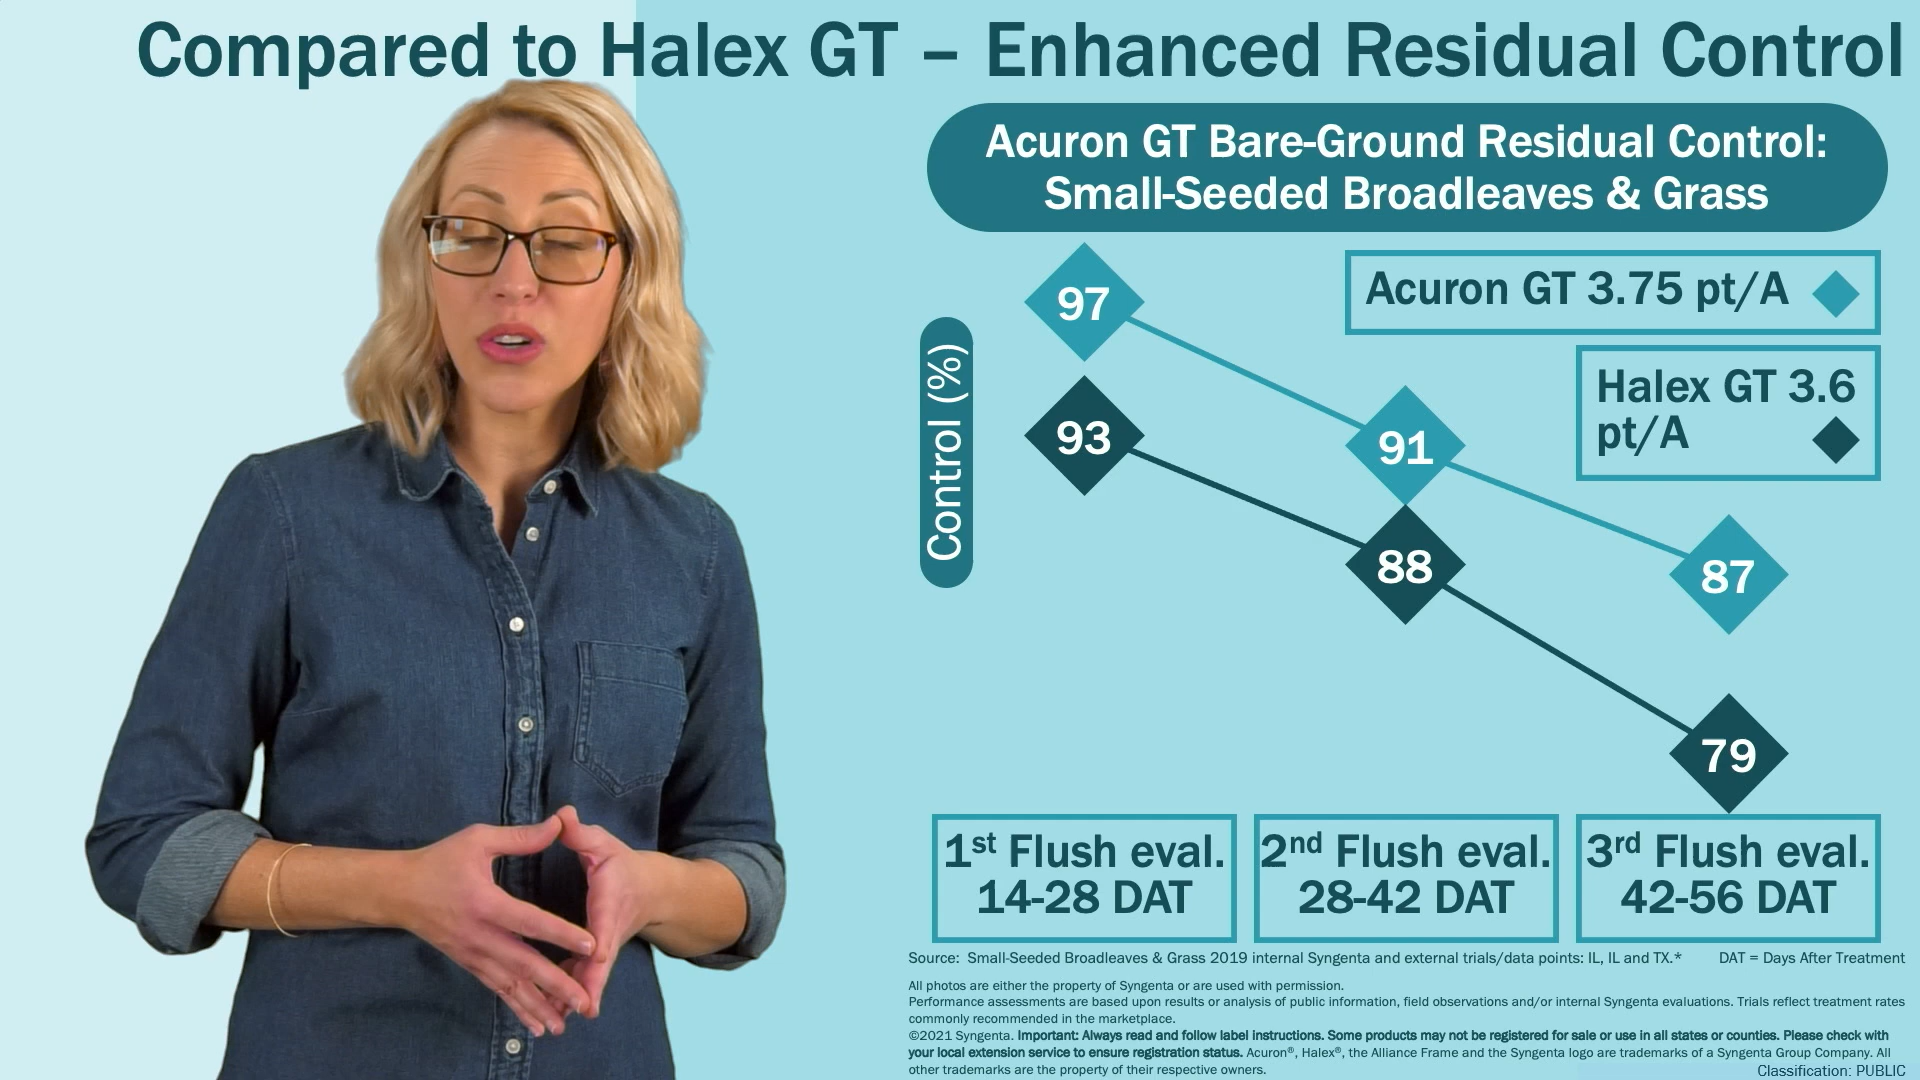 Compared to Halex GT – Enhanced Residual Control
Acuron GT Bare-Ground Residual Control:
Small-Seeded Broadleaves & Grass
Acuron GT 3.75 pt/A
Halex GT 3.6
pt/A
Control (%)
97
93
91
88
87
79
1st Flush eval.
14-28 DAT
2nd Flush eval.
28-42 DAT
3rd Flush eval.
42-56 DAT
Source: Small-Seeded Broadleaves & Grass 2019 internal Syngenta and external trials/data points: IL, IL and TX.* DAT = Days After Treatment
All photos are either the property of Syngenta or are used with permission.
Performance assessments are based upon results or analysis of public information, field observations and/or internal Syngenta evaluations. Trials reflect treatment rates
commonly recommended in the marketplace.
©2021 Syngenta. Important: Always read and follow label instructions. Some products may not be registered for sale or use in all states or counties. Please check with
your local extension service to ensure registration status. Acuron®, Halex®, the Alliance Frame and the Syngenta logo are trademarks of a Syngenta Group Company. All
other trademarks are the property of their respective owners.
Classification: PUBLIC